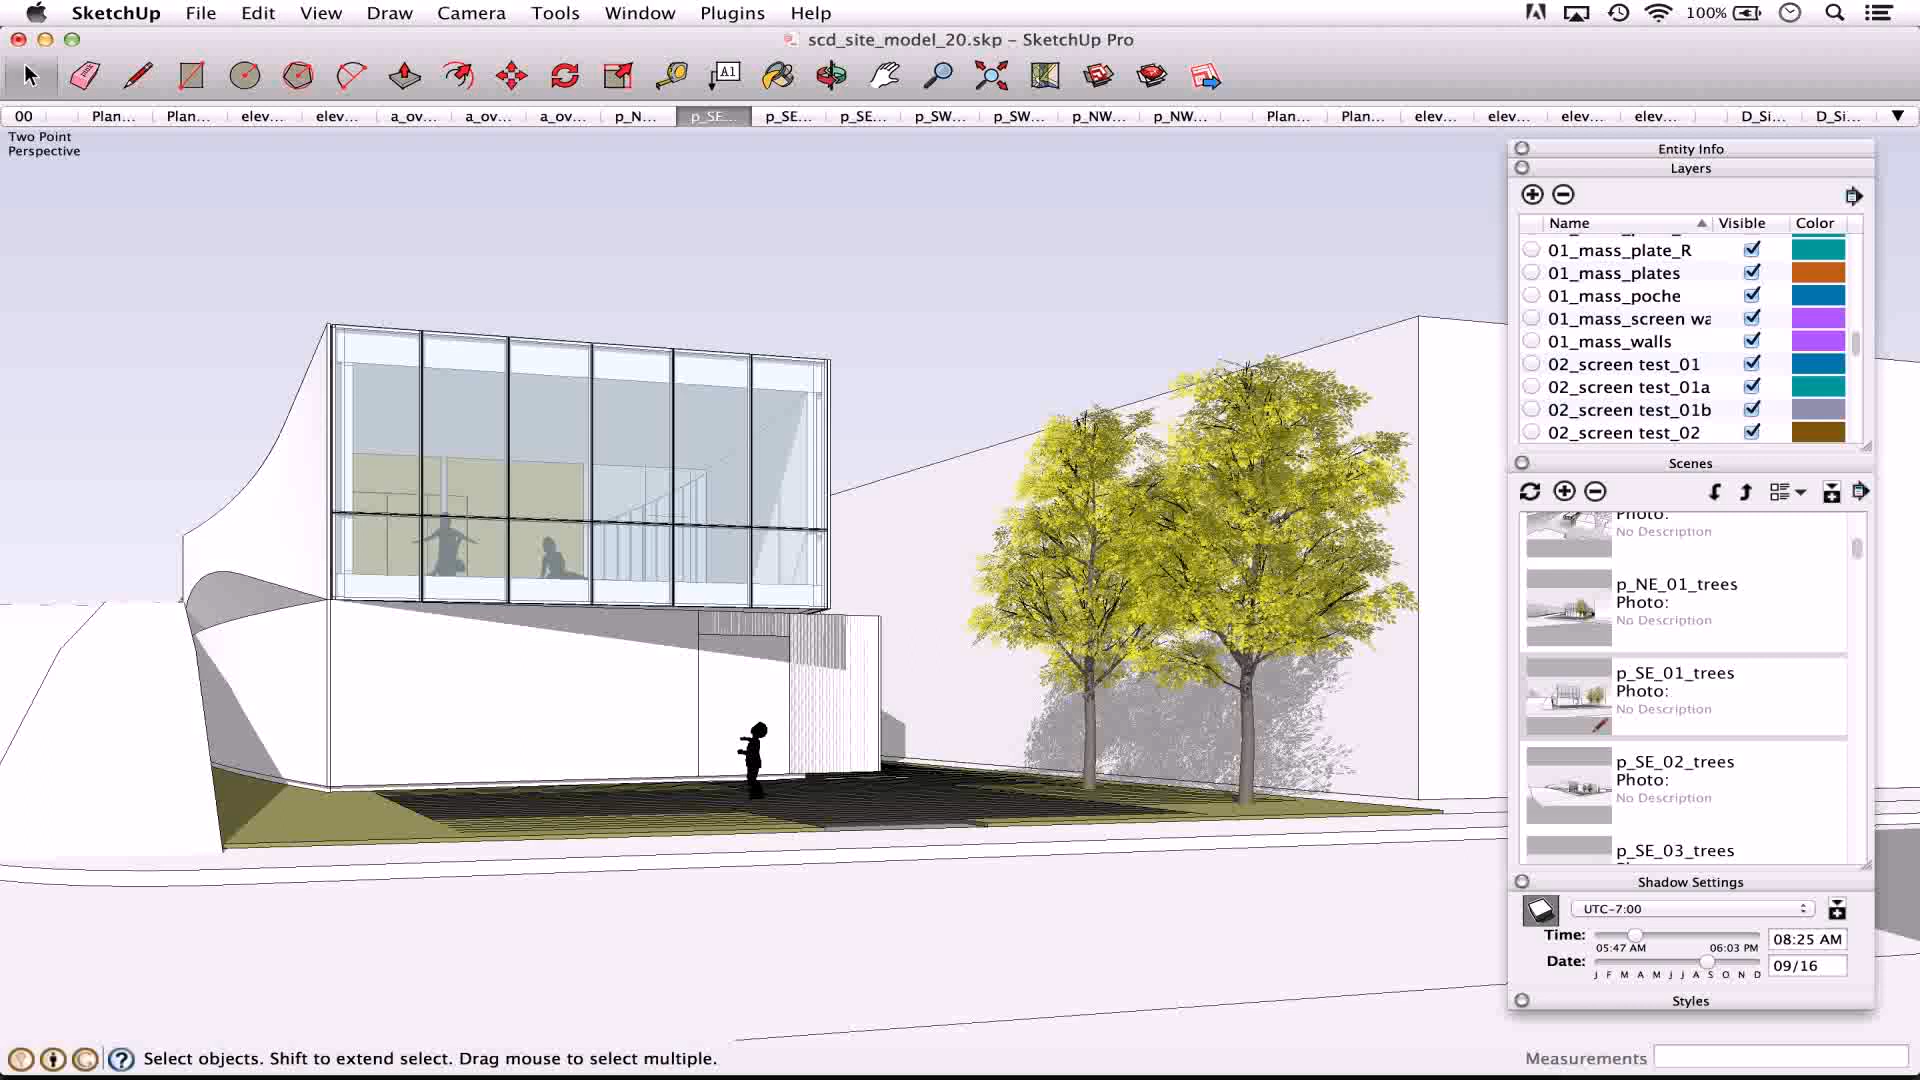 SketchUp File Edit View Draw Camera Tools Window Plugins Help 100%
scd_site_model_20.skp – SketchUp Pro
A1
00 Plan... Plan... elev... elev... a_ov... a_ov... a_ov... p_N... p_SE... p_SE... p_SE... p_SW... p_SW... p_NW... p_NW... Plan... Plan... elev... elev... elev... elev... D_Si... D_Si...
Two Point
Perspective
Entity Info
Layers
Name Visible Color
01_mass_plate_R
01_mass_plates
01_mass_poche
01_mass_screen wa
01_mass_walls
02_screen test_01
02_screen test_01a
02_screen test_01b
02_screen test_02
Scenes
Photo:
No Description
p_NE_01_trees
Photo:
No Description
p_SE_01_trees
Photo:
No Description
p_SE_02_trees
Photo:
No Description
p_SE_03_trees
Shadow Settings
UTC-7:00
Time: 05:47 AM 06:03 PM 08:25 AM
Date: J F M A M J J A S O N D 09/16
Styles
Select objects. Shift to extend select. Drag mouse to select multiple.
Measurements